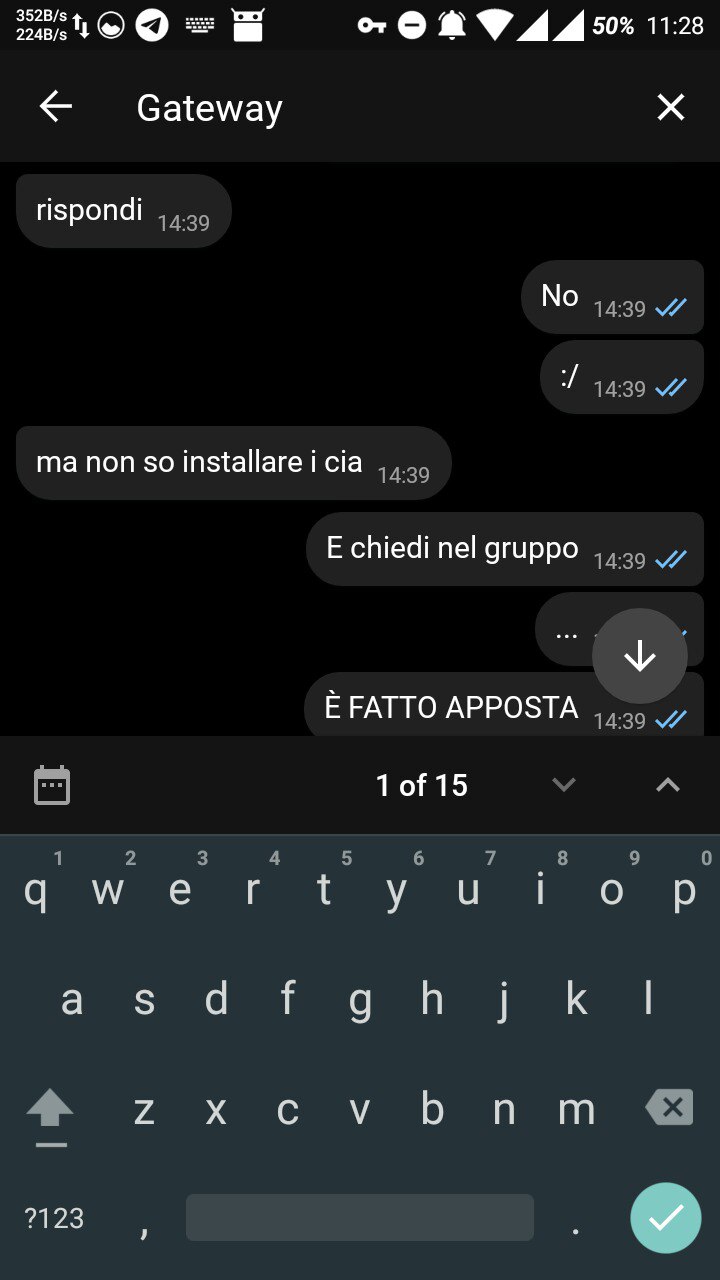 352B/s
224B/s
50% 11:28
Gateway
rispondi 14:39
No 14:39
:/ 14:39
ma non so installare i cia 14:39
E chiedi nel gruppo 14:39
...
È FATTO APPOSTA 14:39
1 of 15
1 2 3 4 5 6 7 8 9 0
q w e r t y u i o p
a s d f g h j k l
z x c v b n m
?123 , .